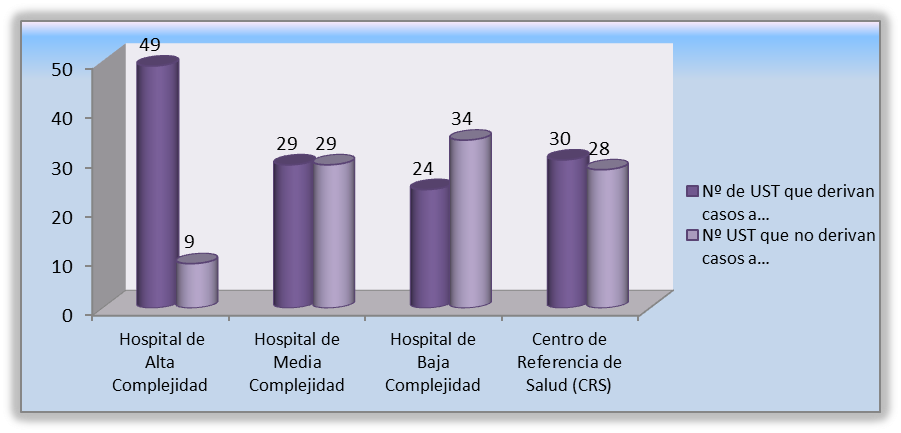 49
50
40
30
20
10
0
9
29
29
24
34
30
28
Hospital de
Alta
Complejidad
Hospital de
Media
Complejidad
Hospital de
Baja
Complejidad
Centro de
Referencia de
Salud (CRS)
Nº de UST que derivan
casos a...
Nº UST que no derivan
casos a...